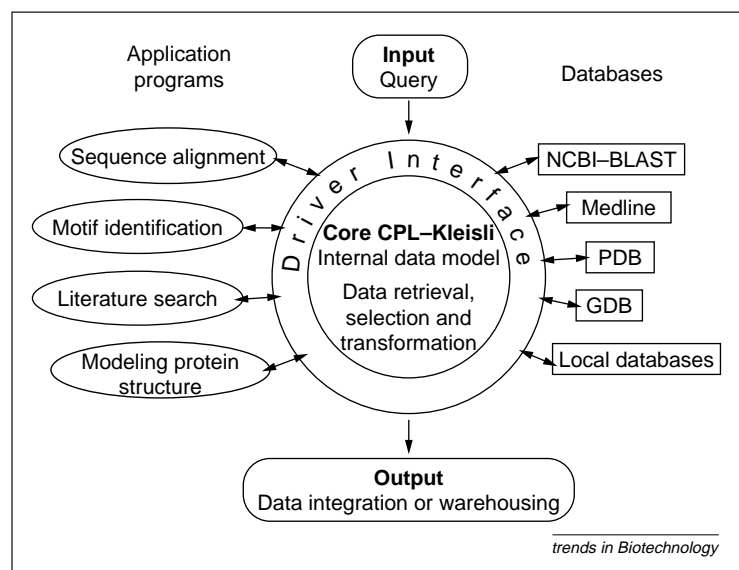 Application
programs
Input
Query
Databases
Sequence alignment
Motif identification
Literature search
Modeling protein
structure
Driver Interface
Core CPL–Kleisli
Internal data model
Data retrieval,
selection and
transformation
NCBI–BLAST
Medline
PDB
GDB
Local databases
Output
Data integration or warehousing
trends in Biotechnology